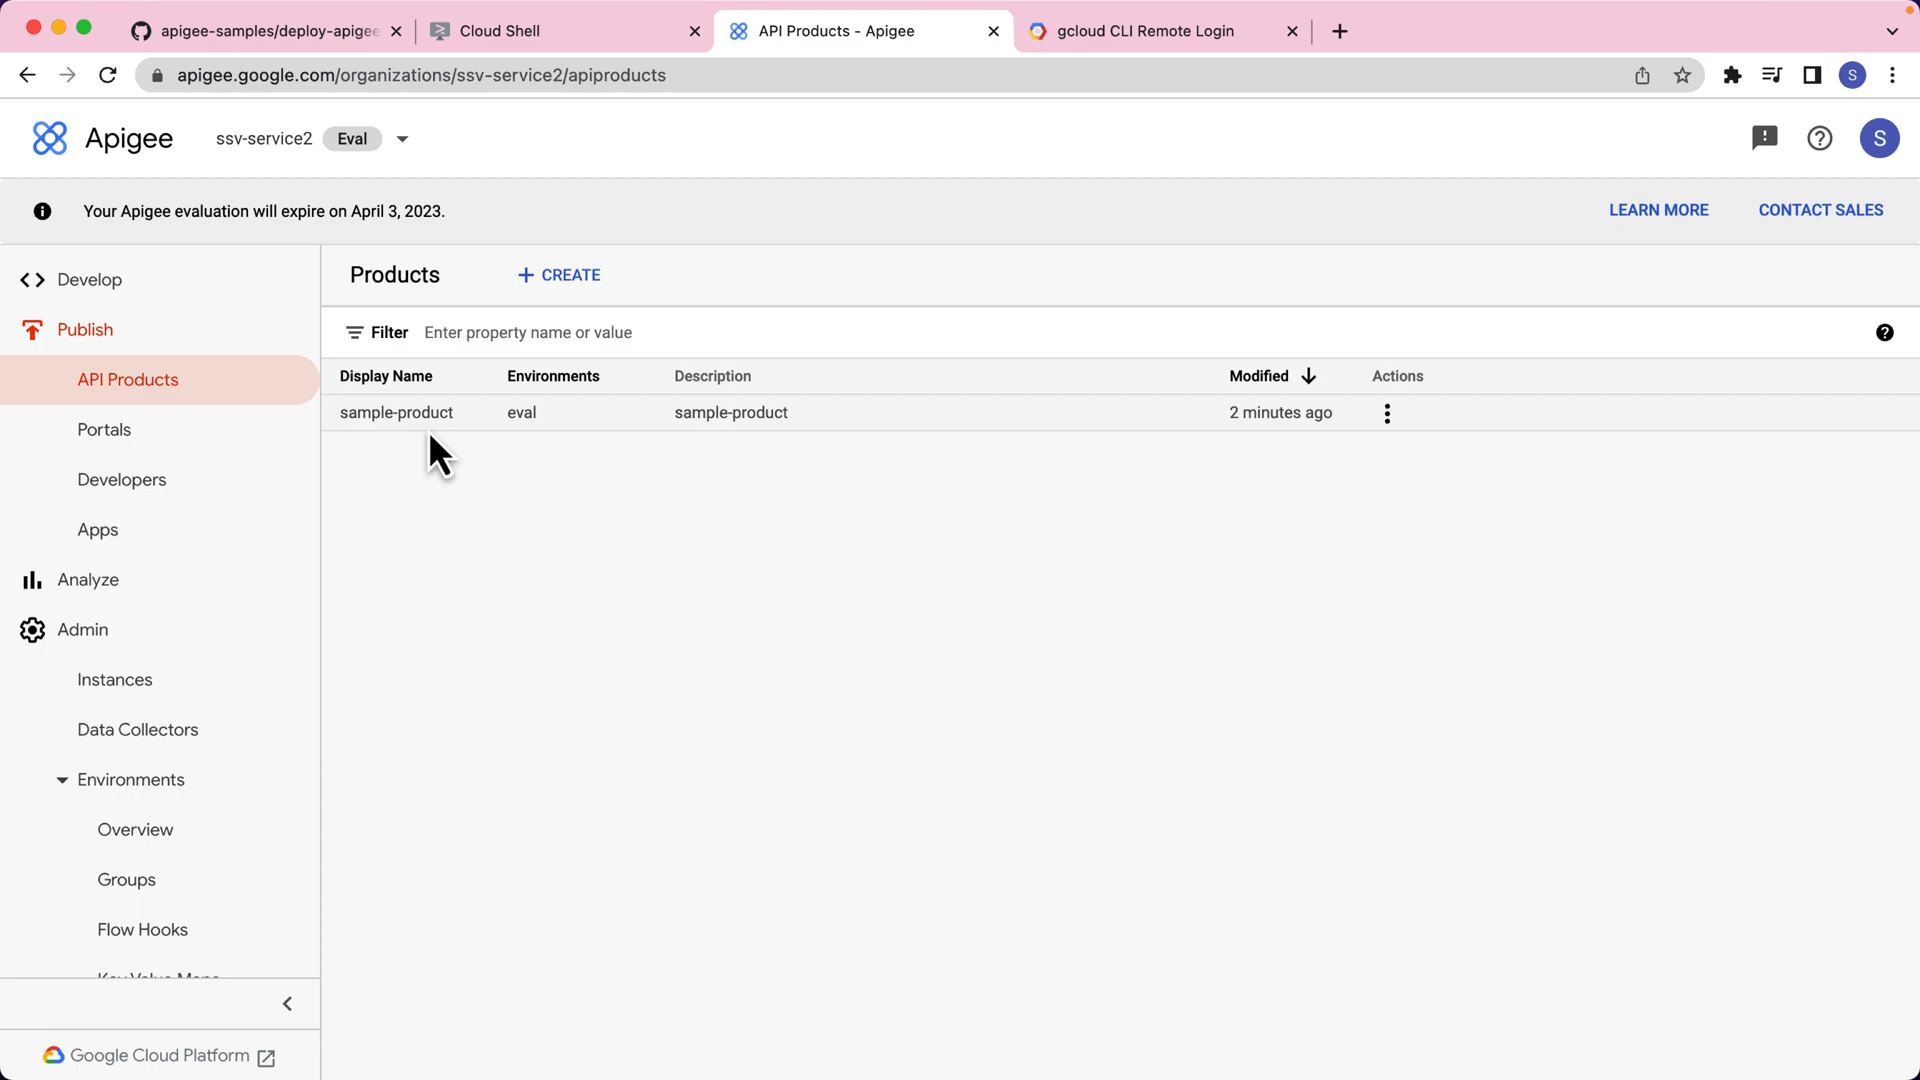 apigee-samples/deploy-apigee
Cloud Shell
API Products - Apigee
gcloud CLI Remote Login
apigee.google.com/organizations/ssv-service2/apiproducts
S
Apigee
ssv-service2
Eval
S
Your Apigee evaluation will expire on April 3, 2023.
LEARN MORE
CONTACT SALES
Develop
Publish
API Products
Portals
Developers
Apps
Analyze
Admin
Instances
Data Collectors
Environments
Overview
Groups
Flow Hooks
Key Value Maps
Google Cloud Platform
Products
+ CREATE
Filter Enter property name or value
Display Name Environments Description Modified Actions
sample-product eval sample-product 2 minutes ago